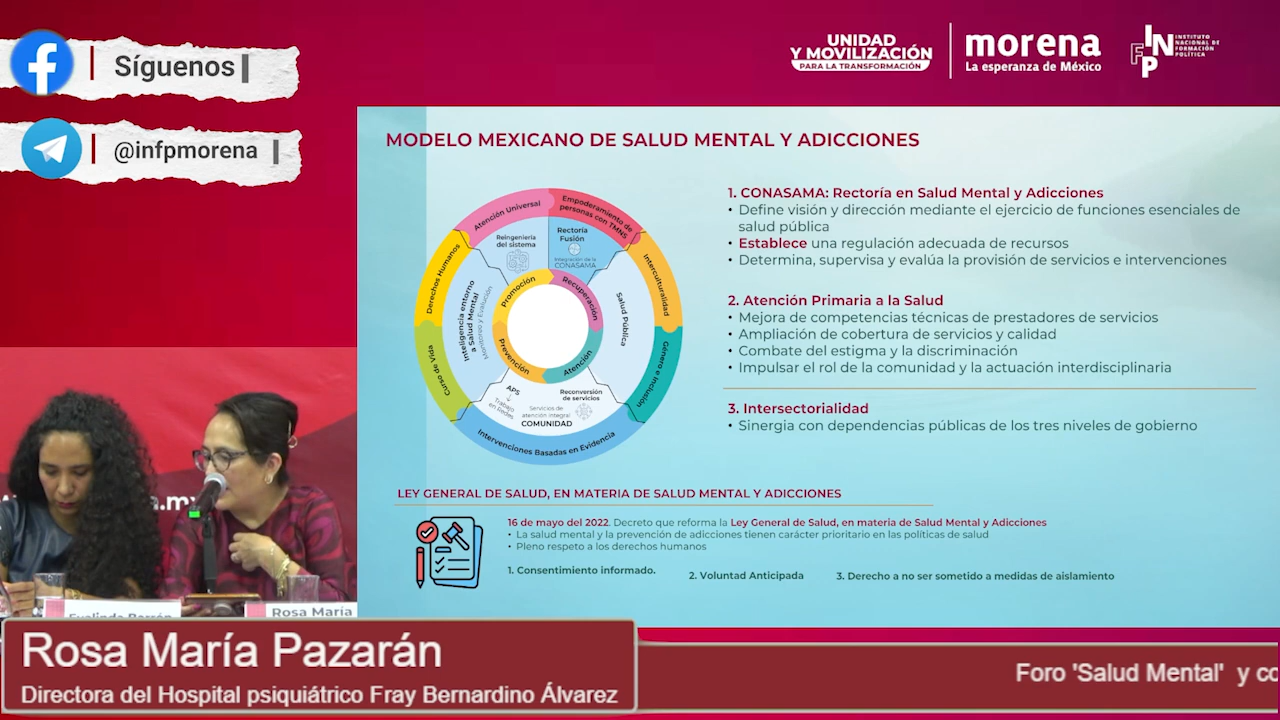 Síguenos
@infpmorena
UNIDAD
Y MOVILIZACIÓN
PARA LA TRANSFORMACIÓN
morena
La esperanza de México
INFP
INSTITUTO
NACIONAL DE
FORMACIÓN
POLÍTICA
MODELO MEXICANO DE SALUD MENTAL Y ADICCIONES
Atención Universal
Empoderamiento de
personas con TMNS
Interculturalidad
Género e Inclusión
Intervenciones Basadas en Evidencia
Curso de Vida
Derechos Humanos
Reingeniería
del sistema
Rectoría
Fusión
Integración de la
CONASAMA
Salud Pública
Inteligencia entorno
a Salud Mental
Monitoreo y Evaluación
APS
Trabajo
en Redes
Servicios de
atención integral
COMUNIDAD
Reconversión
de servicios
Promoción
Recuperación
Prevención
Atención
1. CONASAMA: Rectoría en Salud Mental y Adicciones
• Define visión y dirección mediante el ejercicio de funciones esenciales de
salud pública
• Establece una regulación adecuada de recursos
• Determina, supervisa y evalúa la provisión de servicios e intervenciones
2. Atención Primaria a la Salud
• Mejora de competencias técnicas de prestadores de servicios
• Ampliación de cobertura de servicios y calidad
• Combate del estigma y la discriminación
• Impulsar el rol de la comunidad y la actuación interdisciplinaria
3. Intersectorialidad
• Sinergia con dependencias públicas de los tres niveles de gobierno
LEY GENERAL DE SALUD, EN MATERIA DE SALUD MENTAL Y ADICCIONES
16 de mayo del 2022. Decreto que reforma la Ley General de Salud, en materia de Salud Mental y Adicciones
• La salud mental y la prevención de adicciones tienen carácter prioritario en las políticas de salud
• Pleno respeto a los derechos humanos
1. Consentimiento informado.
2. Voluntad Anticipada
3. Derecho a no ser sometido a medidas de aislamiento
Rosa María
Rosa María Pazarán
Directora del Hospital psiquiátrico Fray Bernardino Álvarez
Foro 'Salud Mental' y co